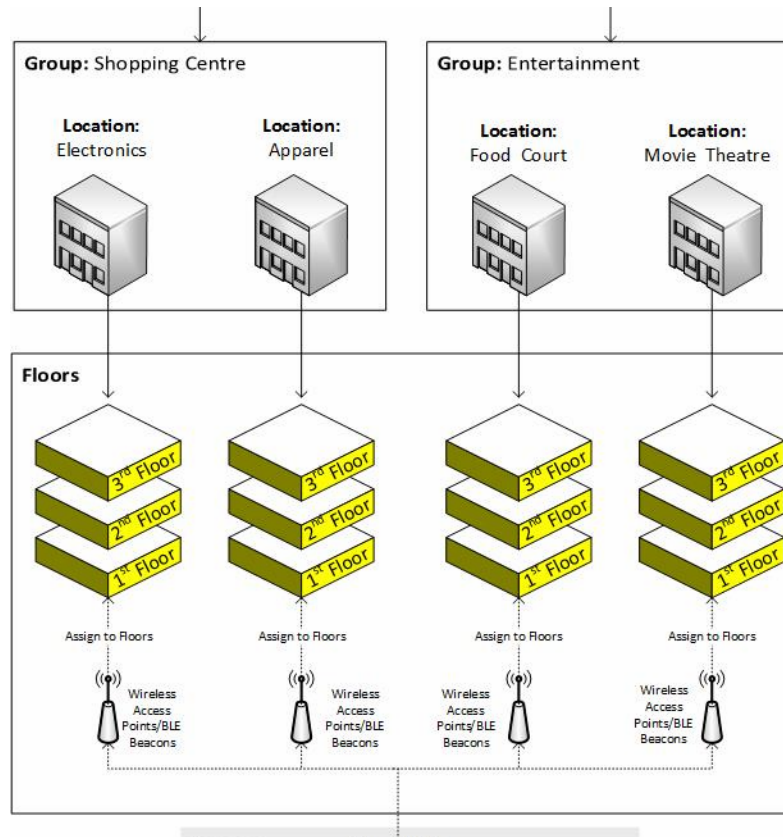 Group: Shopping Centre
Location:
Electronics
Location:
Apparel
Group: Entertainment
Location:
Food Court
Location:
Movie Theatre
Floors
3rd Floor
2nd Floor
1st Floor
3rd Floor
2nd Floor
1st Floor
3rd Floor
2nd Floor
1st Floor
3rd Floor
2nd Floor
1st Floor
Assign to Floors
Assign to Floors
Assign to Floors
Assign to Floors
Wireless
Access
Points/BLE
Beacons
Wireless
Access
Points/BLE
Beacons
Wireless
Access
Points/BLE
Beacons
Wireless
Access
Points/BLE
Beacons